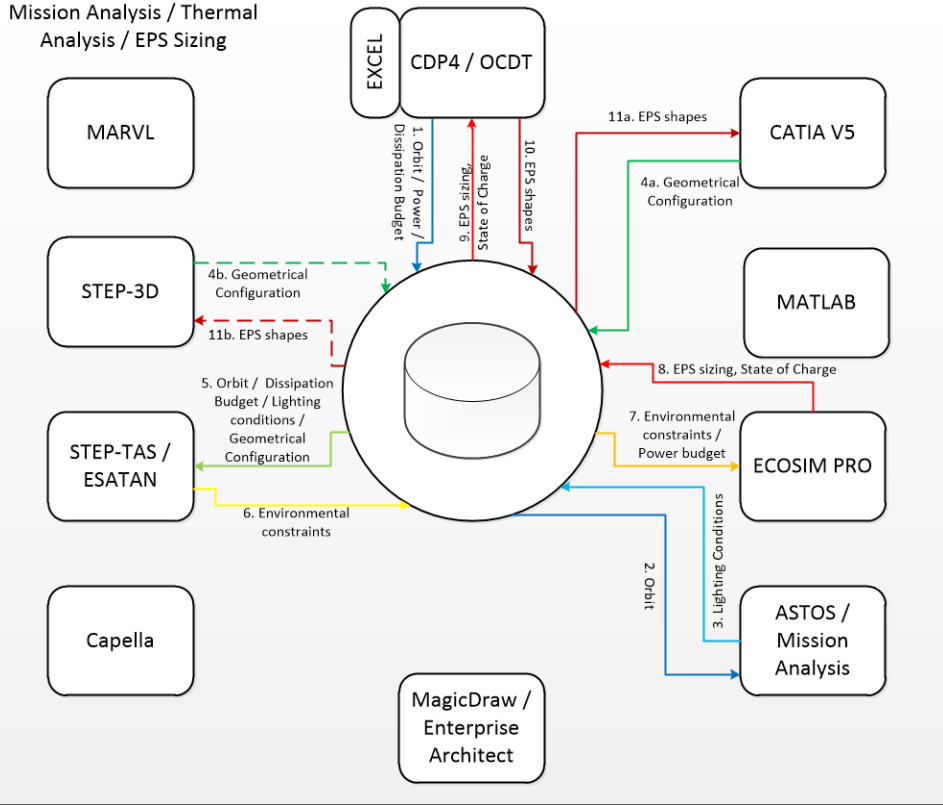 Mission Analysis / Thermal
Analysis / EPS Sizing
EXCEL
CDP4 / OCDT
MARVL
CATIA V5
11a. EPS shapes
4a. Geometrical
Configuration
1. Orbit / Power /
Dissipation Budget
9. EPS sizing,
State of Charge
10. EPS shapes
STEP-3D
4b. Geometrical
Configuration
11b. EPS shapes
MATLAB
8. EPS sizing, State of Charge
5. Orbit / Dissipation
Budget / Lighting
conditions /
Geometrical
Configuration
7. Environmental
constraints /
Power budget
STEP-TAS /
ESATAN
ECOSIM PRO
6. Environmental
constraints
2. Orbit
3. Lighting Conditions
Capella
ASTOS /
Mission
Analysis
MagicDraw /
Enterprise
Architect